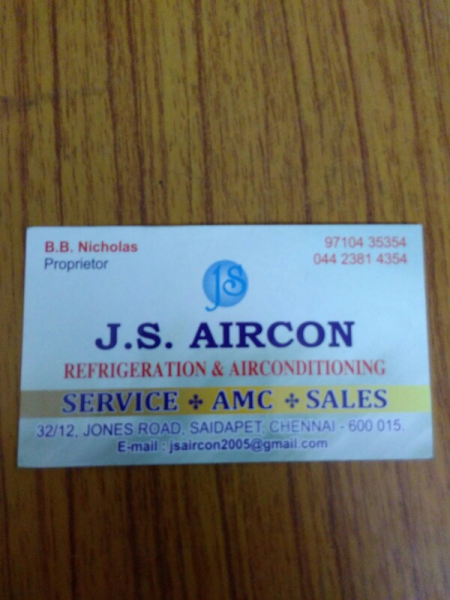 B.B. Nicholas
Proprietor
97104 35354
044 2381 4354
JS
J.S. AIRCON
REFRIGERATION & AIRCONDITIONING
SERVICE ✤ AMC ✤ SALES
32/12, JONES ROAD, SAIDAPET, CHENNAI - 600 015.
E-mail : jsaircon2005@gmail.com